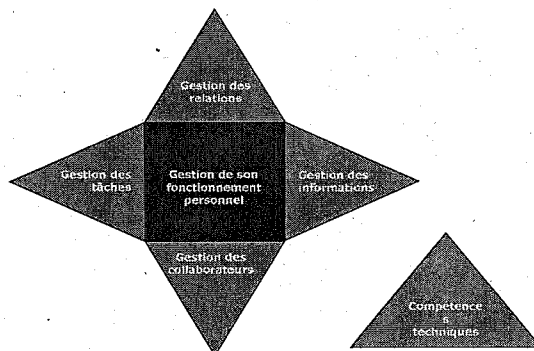 Gestion des
relations
Gestion des
tâches
Gestion de son
fonctionnement
personnel
Gestion des
informations
Gestion des
collaborateurs
Compétence
s
techniques